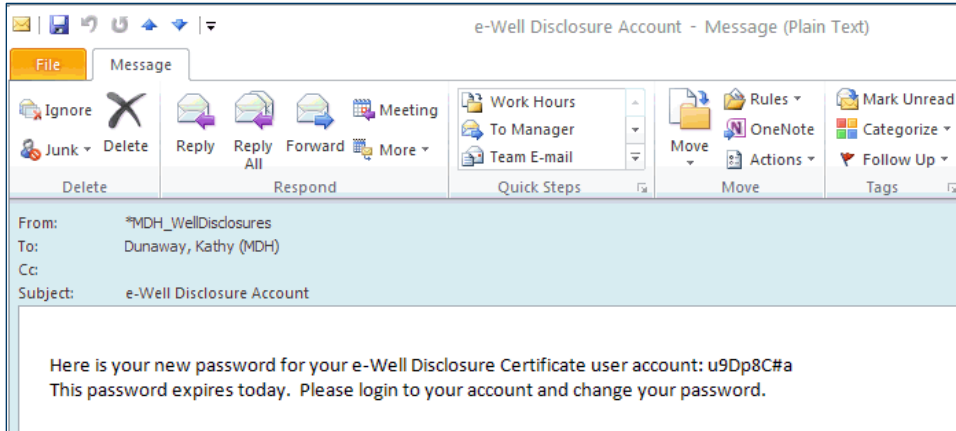 e-Well Disclosure Account - Message (Plain Text)
File Message
Ignore
Junk
Delete
Reply
Reply All
Forward
Meeting
More
Work Hours
To Manager
Team E-mail
Move
Rules
OneNote
Actions
Mark Unread
Categorize
Follow Up
Delete Respond Quick Steps Move Tags
From: *MDH_WellDisclosures
To: Dunaway, Kathy (MDH)
Cc:
Subject: e-Well Disclosure Account
Here is your new password for your e-Well Disclosure Certificate user account: u9Dp8C#a
This password expires today. Please login to your account and change your password.